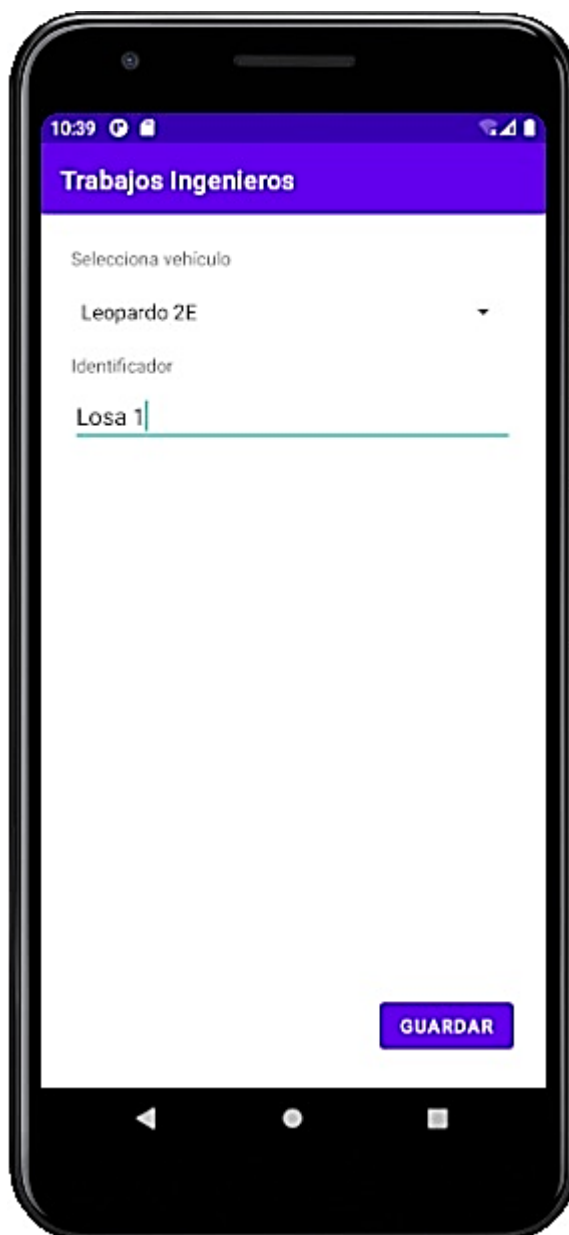 10:39
Trabajos Ingenieros
Selecciona vehículo
Leopardo 2E
Identificador
Losa 1
GUARDAR